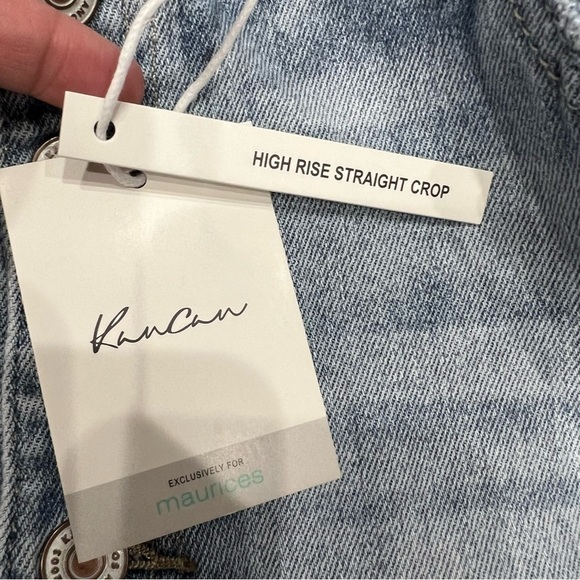 HIGH RISE STRAIGHT CROP
KanCan
EXCLUSIVELY FOR
maurices